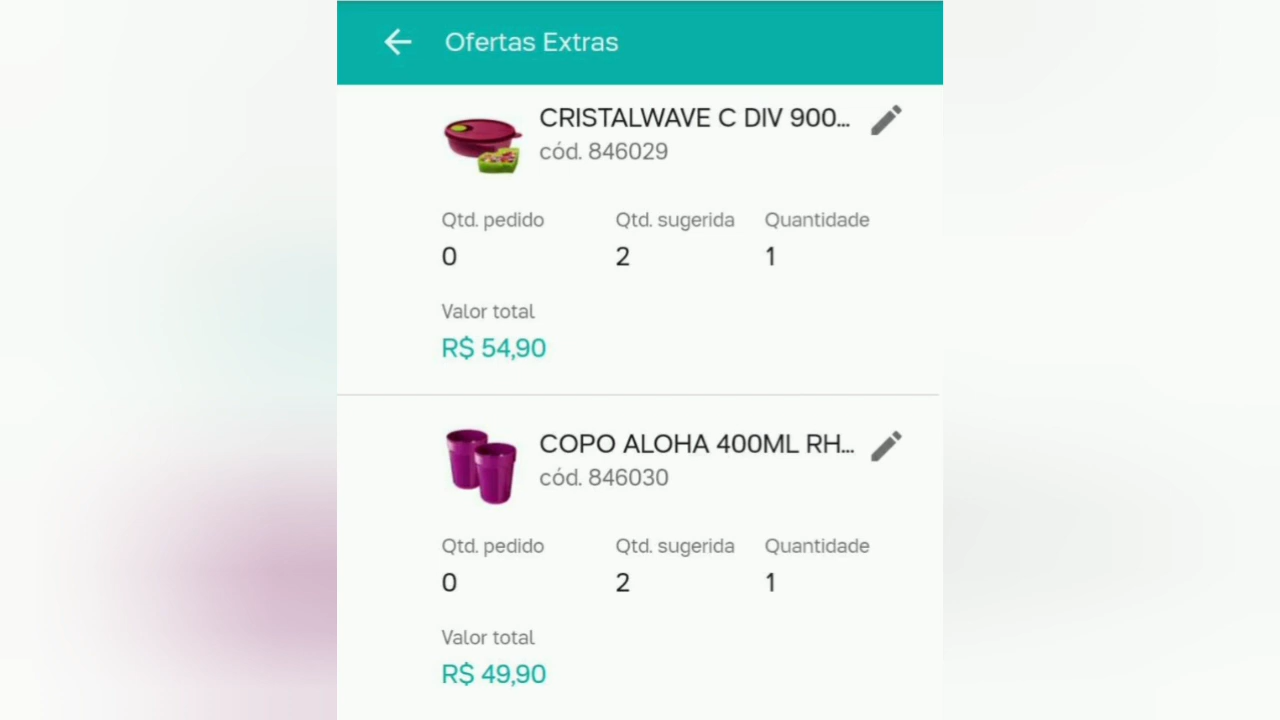 Ofertas Extras
CRISTALWAVE C DIV 900...
cód. 846029
Qtd. pedido Qtd. sugerida Quantidade
0 2 1
Valor total
R$ 54,90
COPO ALOHA 400ML RH...
cód. 846030
Qtd. pedido Qtd. sugerida Quantidade
0 2 1
Valor total
R$ 49,90